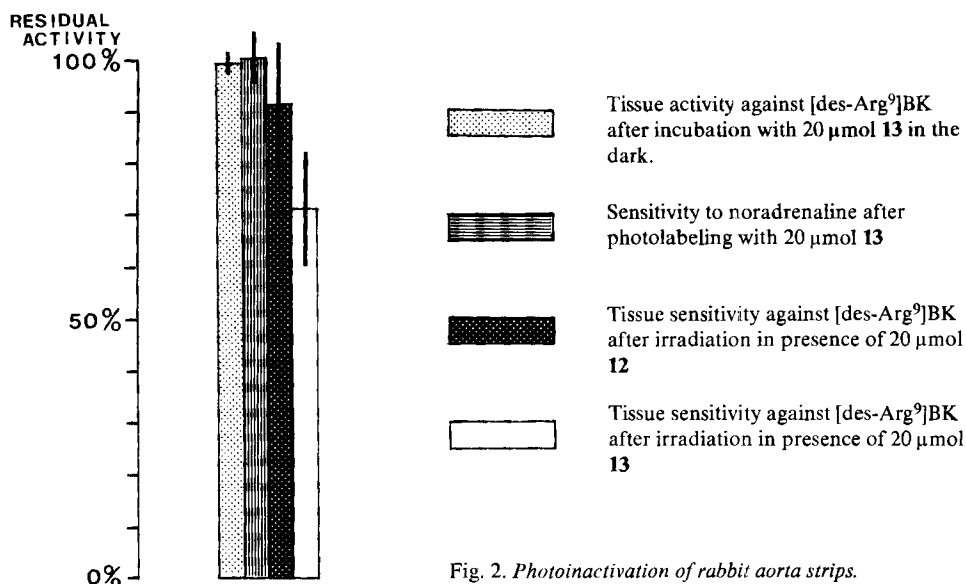 RESIDUAL
ACTIVITY
100%
50%
0%
Tissue activity against [des-Arg⁹]BK
after incubation with 20 μmol 13 in the
dark.
Sensitivity to noradrenaline after
photolabeling with 20 μmol 13
Tissue sensitivity against [des-Arg⁹]BK
after irradiation in presence of 20 μmol
12
Tissue sensitivity against [des-Arg⁹]BK
after irradiation in presence of 20 μmol
13
Fig. 2. Photoinactivation of rabbit aorta strips.